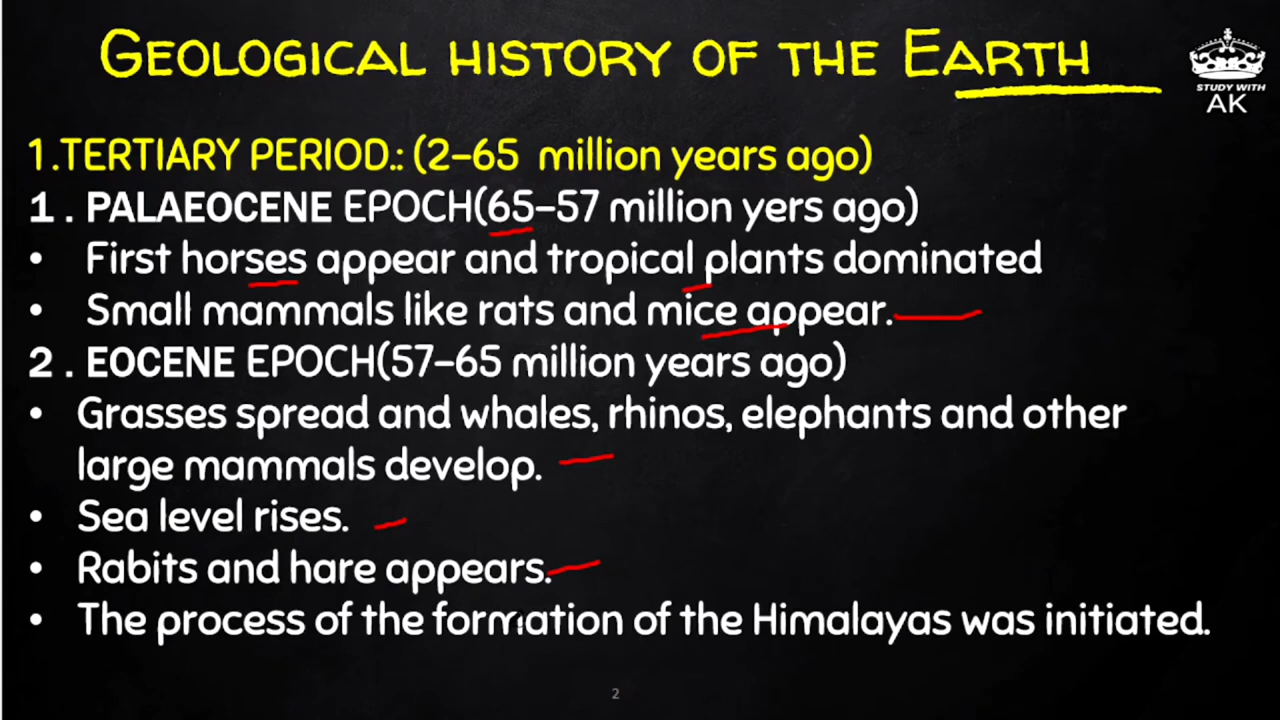 GEOLOGICAL HISTORY OF THE EARTH
STUDY WITH
AK
1.TERTIARY PERIOD.: (2-65 million years ago)
1. PALAEOCENE EPOCH(65-57 million yers ago)
• First horses appear and tropical plants dominated
• Small mammals like rats and mice appear.
2. EOCENE EPOCH(57-65 million years ago)
• Grasses spread and whales, rhinos, elephants and other
large mammals develop.
• Sea level rises.
• Rabits and hare appears.
• The process of the formation of the Himalayas was initiated.
2